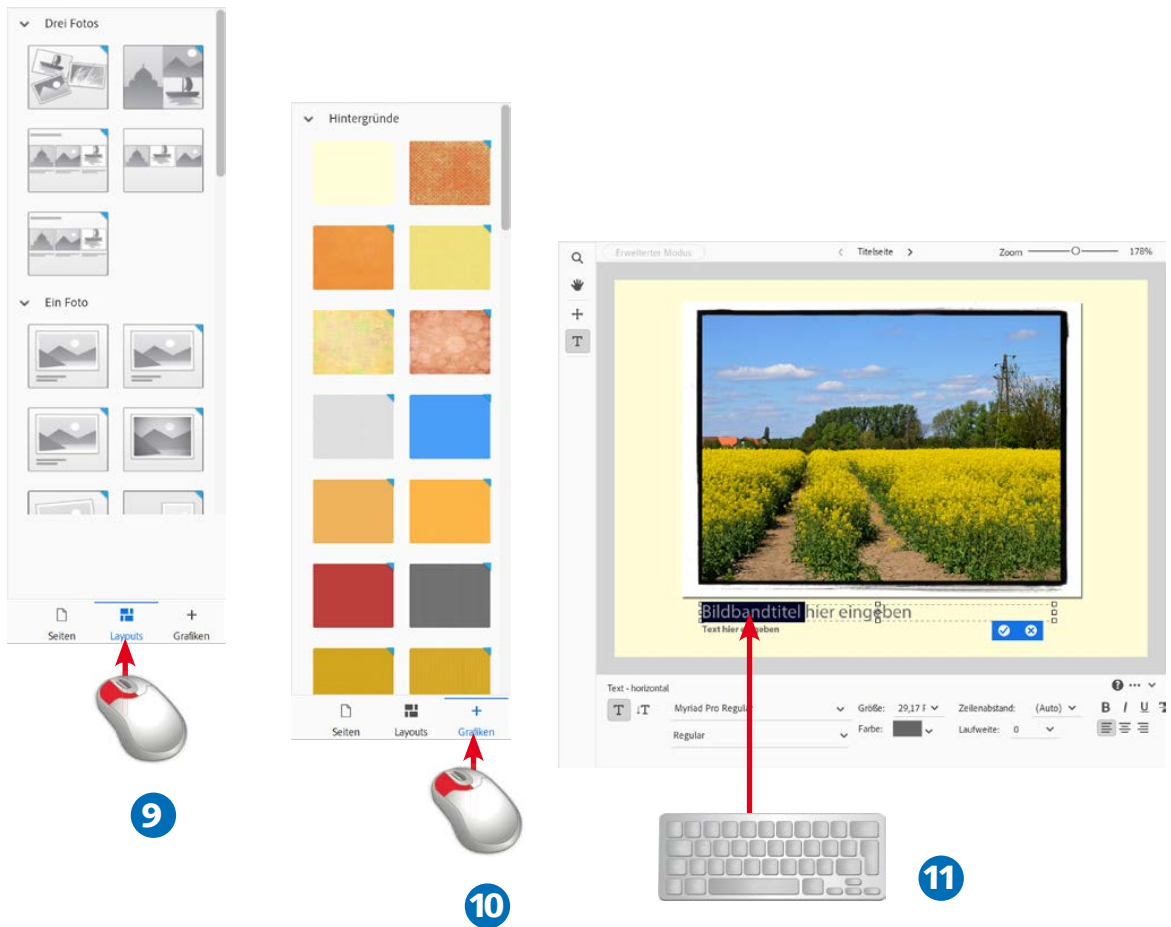 Drei Fotos
Ein Foto
Seiten Layouts Grafiken
9
Hintergründe
Seiten Layouts Grafiken
10
Erweiterter Modus
Titelseite
Zoom
178%
T
Bildbandtitel hier eingeben
Text hier eingeben
Text - horizontal
T T Myriad Pro Regular Größe: 29,17 Zeilenabstand: (Auto) B I U
Regular Farbe: Laufweite: 0
11